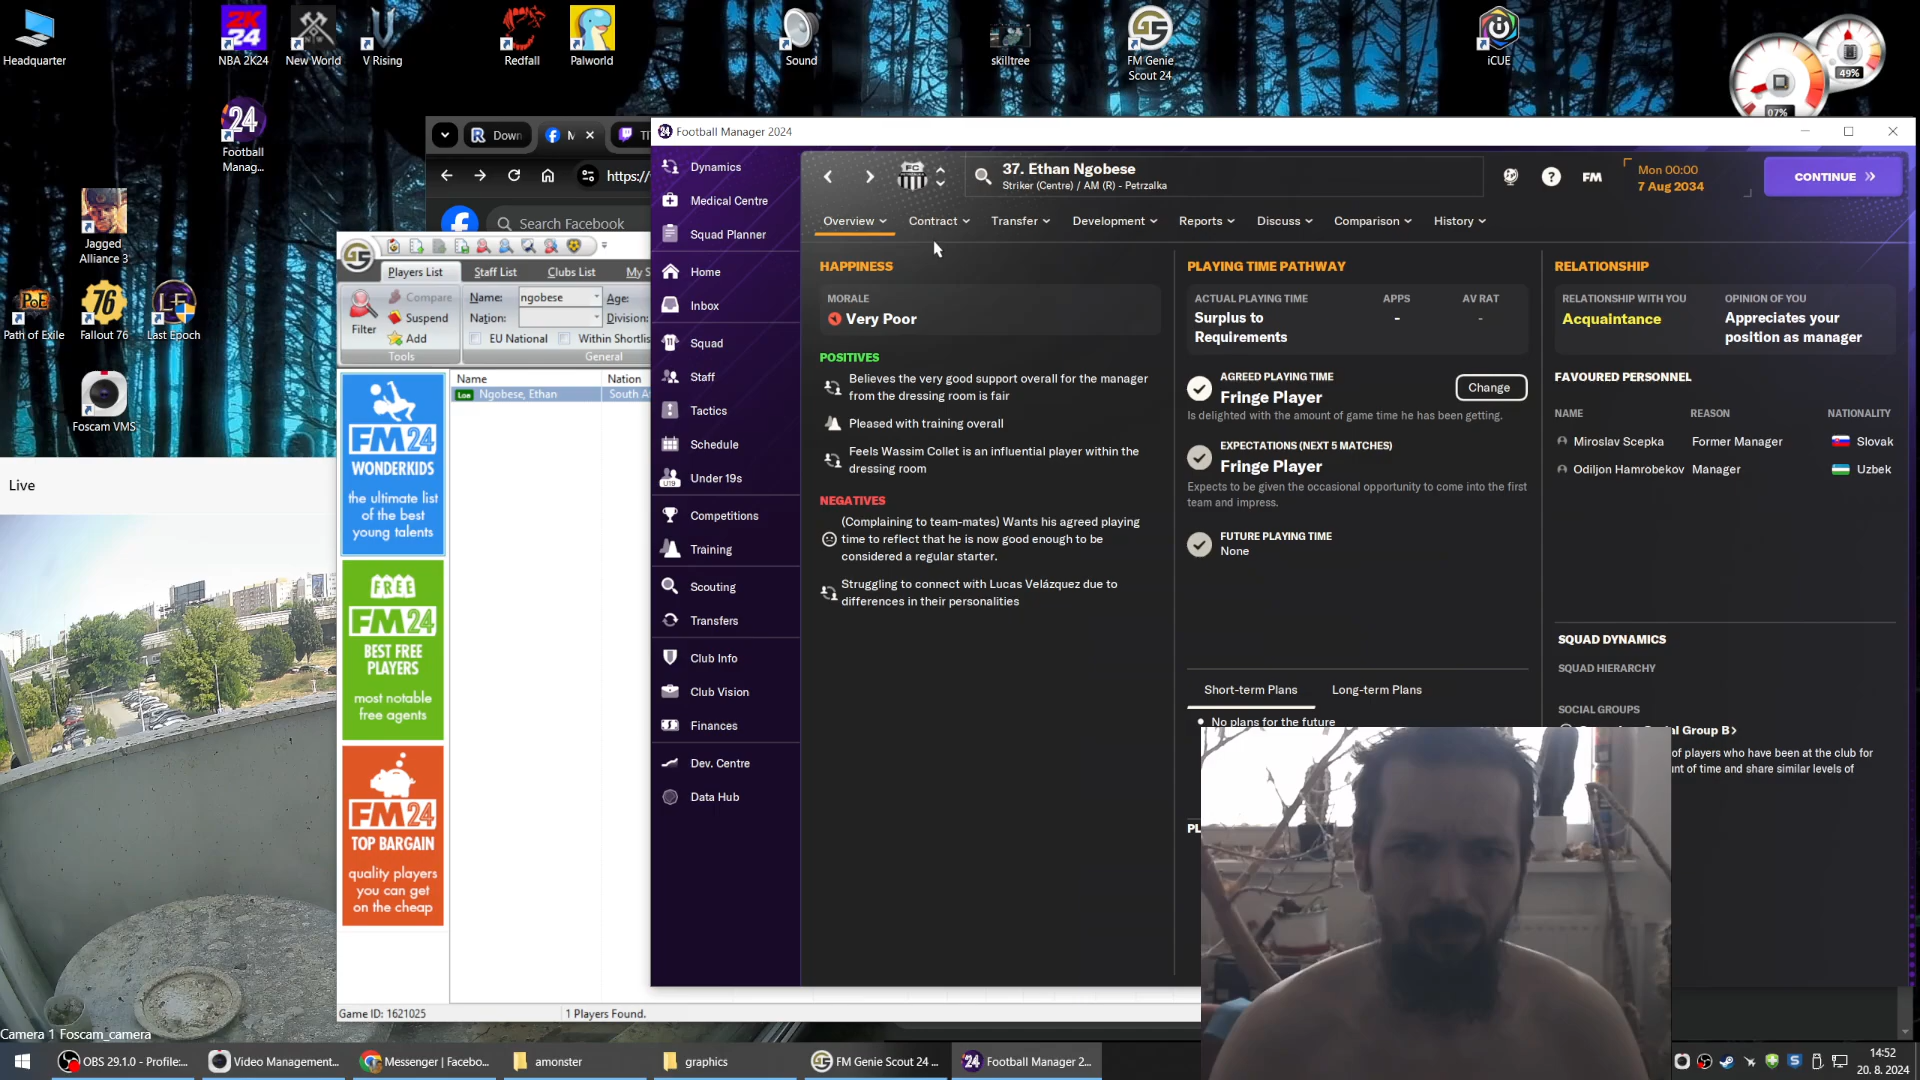 Headquarter
NBA 2K24
New World
V Rising
Redfall
Palworld
Sound
skilltree
FM Genie
Scout 24
iCUE
49%
07%
Football
Manag...
Jagged
Alliance 3
Path of Exile
Fallout 76
Last Epoch
Foscam VMS
Live
Camera 1 Foscam_camera
Down
https://
Search Facebook
Players List
Staff List
Clubs List
My S
Filter
Compare
Suspend
Add
Tools
Name:
ngobese
Age:
Nation:
Division:
EU National
Within Shortlis
General
Name
Nation
Loa
Ngobese, Ethan
South A
FM24
WONDERKIDS
the ultimate list
of the best
young talents
FREE
FM24
BEST FREE
PLAYERS
most notable
free agents
FM24
TOP BARGAIN
quality players
you can get
on the cheap
Game ID: 1621025
1 Players Found.
Football Manager 2024
Dynamics
Medical Centre
Squad Planner
Home
Inbox
Squad
Staff
Tactics
Schedule
Under 19s
Competitions
Training
Scouting
Transfers
Club Info
Club Vision
Finances
Dev. Centre
Data Hub
37. Ethan Ngobese
Striker (Centre) / AM (R) - Petrzalka
FM
Mon 00:00
7 Aug 2034
CONTINUE
Overview
Contract
Transfer
Development
Reports
Discuss
Comparison
History
HAPPINESS
MORALE
Very Poor
POSITIVES
Believes the very good support overall for the manager
from the dressing room is fair
Pleased with training overall
Feels Wassim Collet is an influential player within the
dressing room
NEGATIVES
(Complaining to team-mates) Wants his agreed playing
time to reflect that he is now good enough to be
considered a regular starter.
Struggling to connect with Lucas Velázquez due to
differences in their personalities
PLAYING TIME PATHWAY
ACTUAL PLAYING TIME
APPS
AV RAT
Surplus to
Requirements
-
-
AGREED PLAYING TIME
Fringe Player
Change
Is delighted with the amount of game time he has been getting.
EXPECTATIONS (NEXT 5 MATCHES)
Fringe Player
Expects to be given the occasional opportunity to come into the first
team and impress.
FUTURE PLAYING TIME
None
Short-term Plans
Long-term Plans
No plans for the future
PL
RELATIONSHIP
RELATIONSHIP WITH YOU
OPINION OF YOU
Acquaintance
Appreciates your
position as manager
FAVOURED PERSONNEL
NAME
REASON
NATIONALITY
Miroslav Scepka
Former Manager
Slovak
Odiljon Hamrobekov
Manager
Uzbek
SQUAD DYNAMICS
SQUAD HIERARCHY
SOCIAL GROUPS
al Group B>
of players who have been at the club for
nt of time and share similar levels of
OBS 29.1.0 - Profile:...
Video Management...
Messenger | Facebo...
amonster
graphics
FM Genie Scout 24 ...
Football Manager 2...
14:52
20. 8. 2024